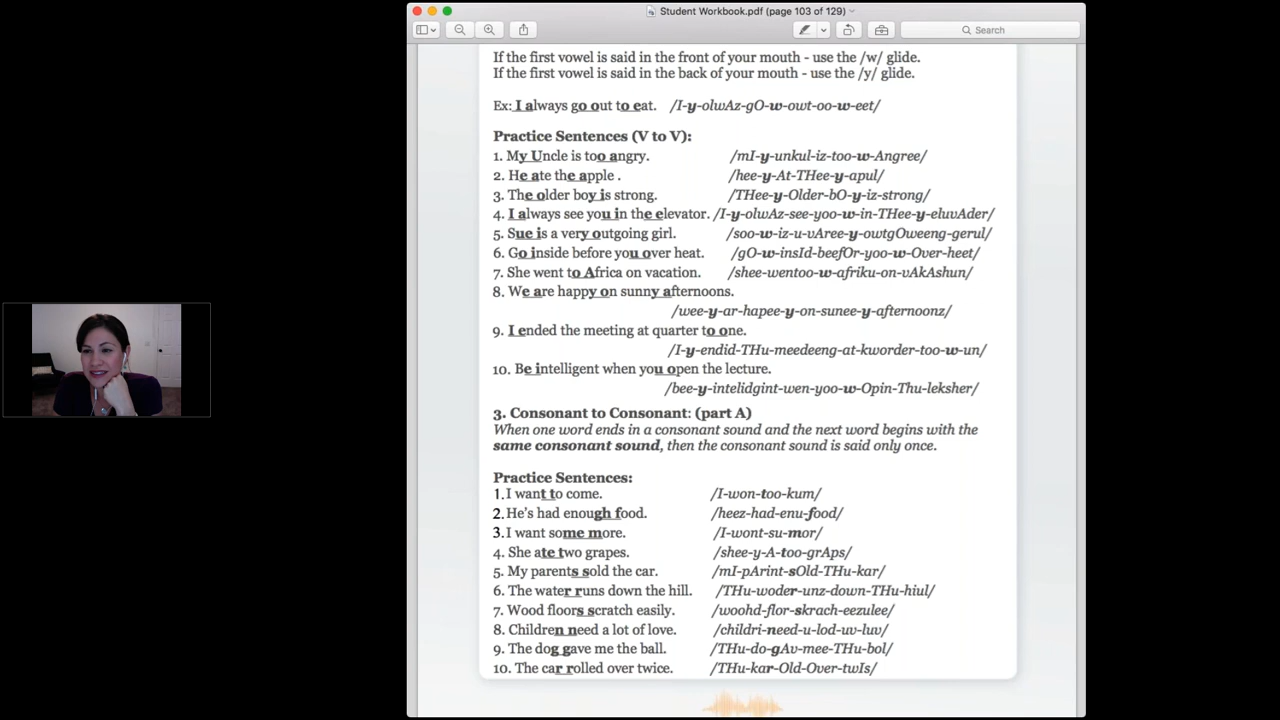 Student Workbook.pdf (page 103 of 129)
Search
If the first vowel is said in the front of your mouth - use the /w/ glide.
If the first vowel is said in the back of your mouth - use the /y/ glide.
Ex: I always go out to eat. /I-y-olwAz-gO-w-owt-oo-w-eet/
Practice Sentences (V to V):
1. My Uncle is too angry. /mI-y-unkul-iz-too-w-Angree/
2. He ate the apple . /hee-y-At-THee-y-apul/
3. The older boy is strong. /THee-y-Older-bO-y-iz-strong/
4. I always see you in the elevator. /I-y-olwAz-see-yoo-w-in-THee-y-eluvAder/
5. Sue is a very outgoing girl. /soo-w-iz-u-vAree-y-owtgOweeng-gerul/
6. Go inside before you over heat. /gO-w-insId-beefOr-yoo-w-Over-heet/
7. She went to Africa on vacation. /shee-wentoo-w-afriku-on-vAkAshun/
8. We are happy on sunny afternoons.
/wee-y-ar-hapee-y-on-sunee-y-afternoonz/
9. I ended the meeting at quarter to one.
/I-y-endid-THu-meedeeng-at-kworder-too-w-un/
10. Be intelligent when you open the lecture.
/bee-y-intelidgint-wen-yoo-w-Opin-Thu-leksher/
3. Consonant to Consonant: (part A)
When one word ends in a consonant sound and the next word begins with the
same consonant sound, then the consonant sound is said only once.
Practice Sentences:
1. I want to come. /I-won-too-kum/
2. He's had enough food. /heez-had-enu-food/
3. I want some more. /I-wont-su-mor/
4. She ate two grapes. /shee-y-A-too-grAps/
5. My parents sold the car. /mI-pArint-sOld-THu-kar/
6. The water runs down the hill. /THu-woder-unz-down-THu-hiul/
7. Wood floors scratch easily. /woohd-flor-skrach-eezulee/
8. Children need a lot of love. /childri-need-u-lod-uv-luv/
9. The dog gave me the ball. /THu-do-gAv-mee-THu-bol/
10. The car rolled over twice. /THu-kar-Old-Over-twIs/